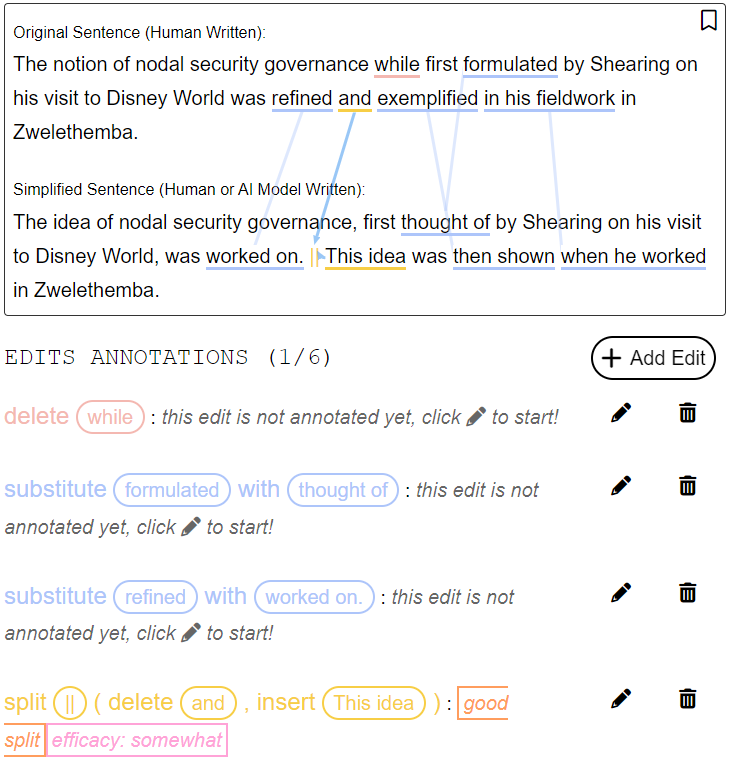 Original Sentence (Human Written):
The notion of nodal security governance while first formulated by Shearing on
his visit to Disney World was refined and exemplified in his fieldwork in
Zwelethemba.
Simplified Sentence (Human or AI Model Written):
The idea of nodal security governance, first thought of by Shearing on his visit
to Disney World, was worked on. || This idea was then shown when he worked
in Zwelethemba.
EDITS ANNOTATIONS (1/6)
+ Add Edit
delete while : this edit is not annotated yet, click to start!
substitute formulated with thought of : this edit is not
annotated yet, click to start!
substitute refined with worked on. : this edit is not
annotated yet, click to start!
split || ( delete and , insert This idea ) : good
split efficacy: somewhat